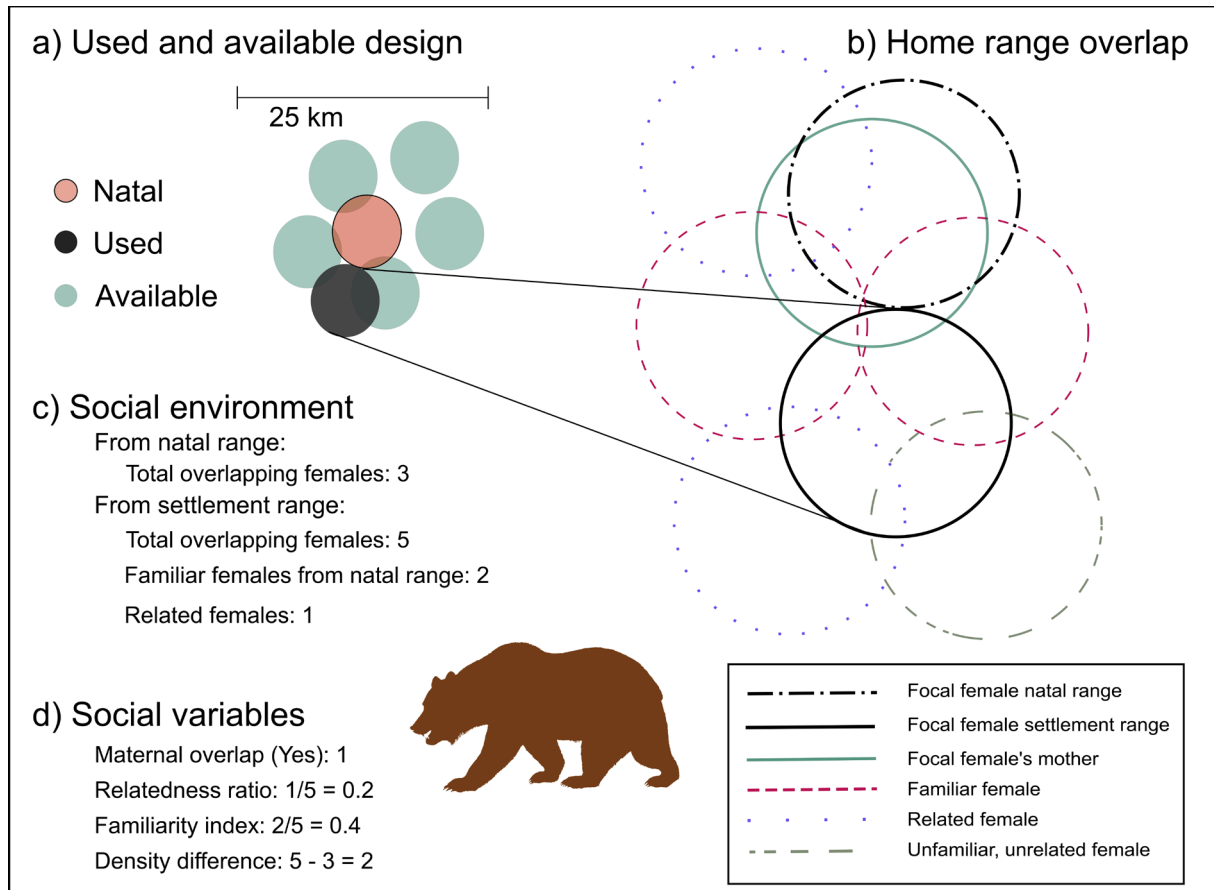 a) Used and available design
25 km
Natal
Used
Available
b) Home range overlap
c) Social environment
From natal range:
Total overlapping females: 3
From settlement range:
Total overlapping females: 5
Familiar females from natal range: 2
Related females: 1
d) Social variables
Maternal overlap (Yes): 1
Relatedness ratio: 1/5 = 0.2
Familiarity index: 2/5 = 0.4
Density difference: 5 - 3 = 2
Focal female natal range
Focal female settlement range
Focal female's mother
Familiar female
Related female
Unfamiliar, unrelated female